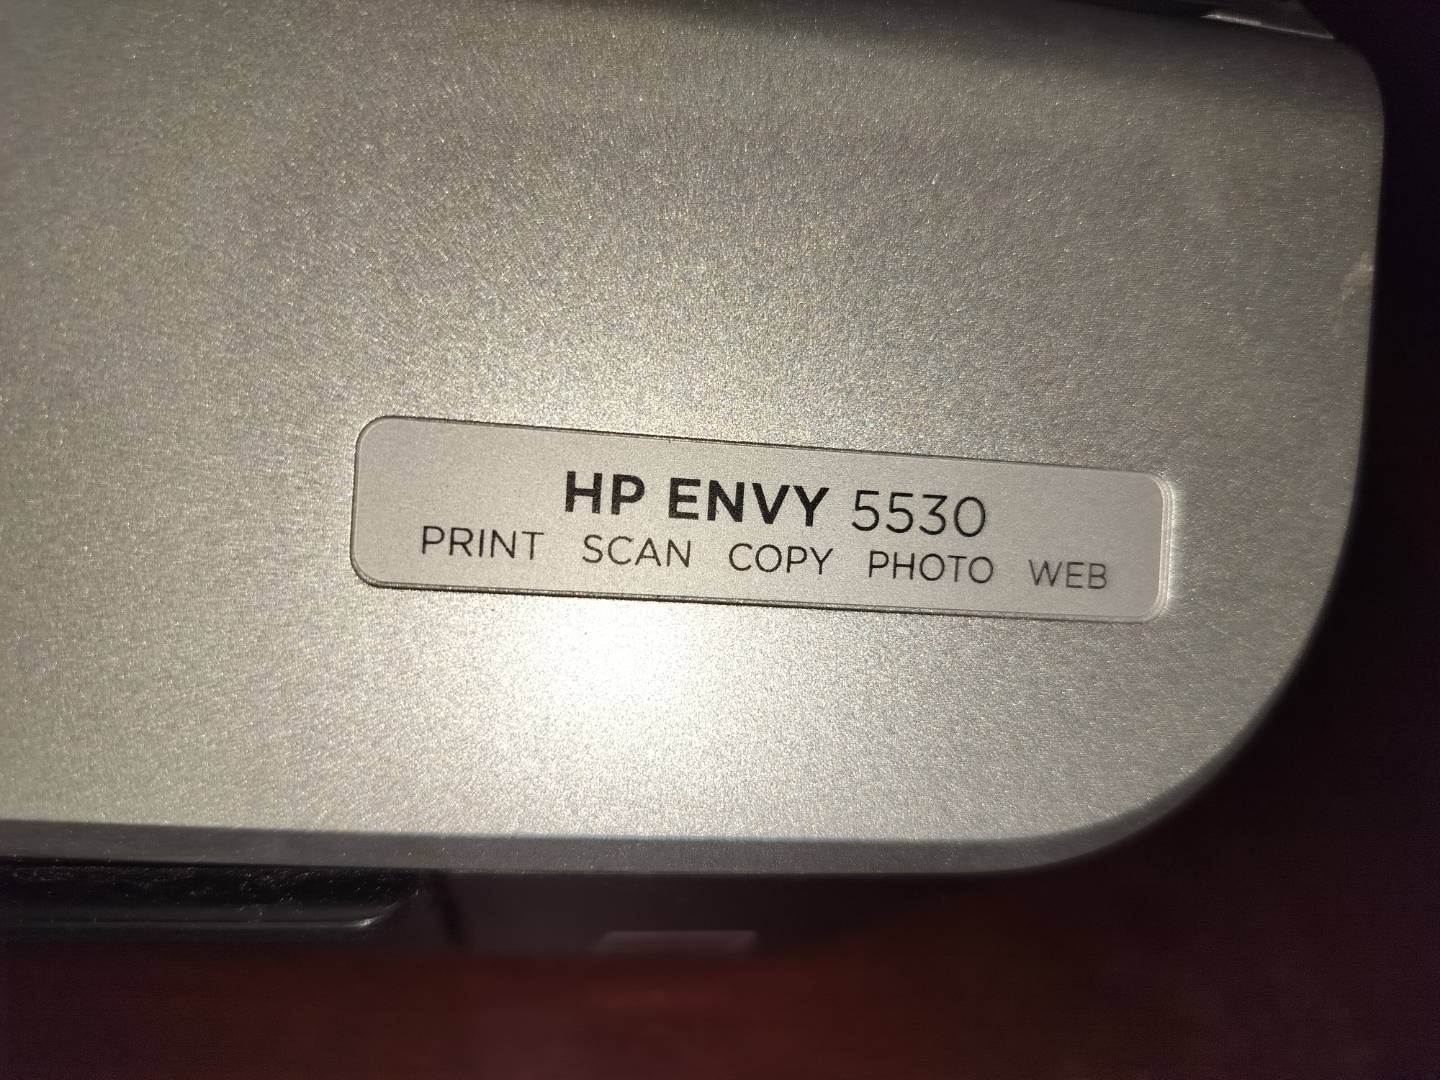 HP ENVY 5530
PRINT SCAN COPY PHOTO WEB